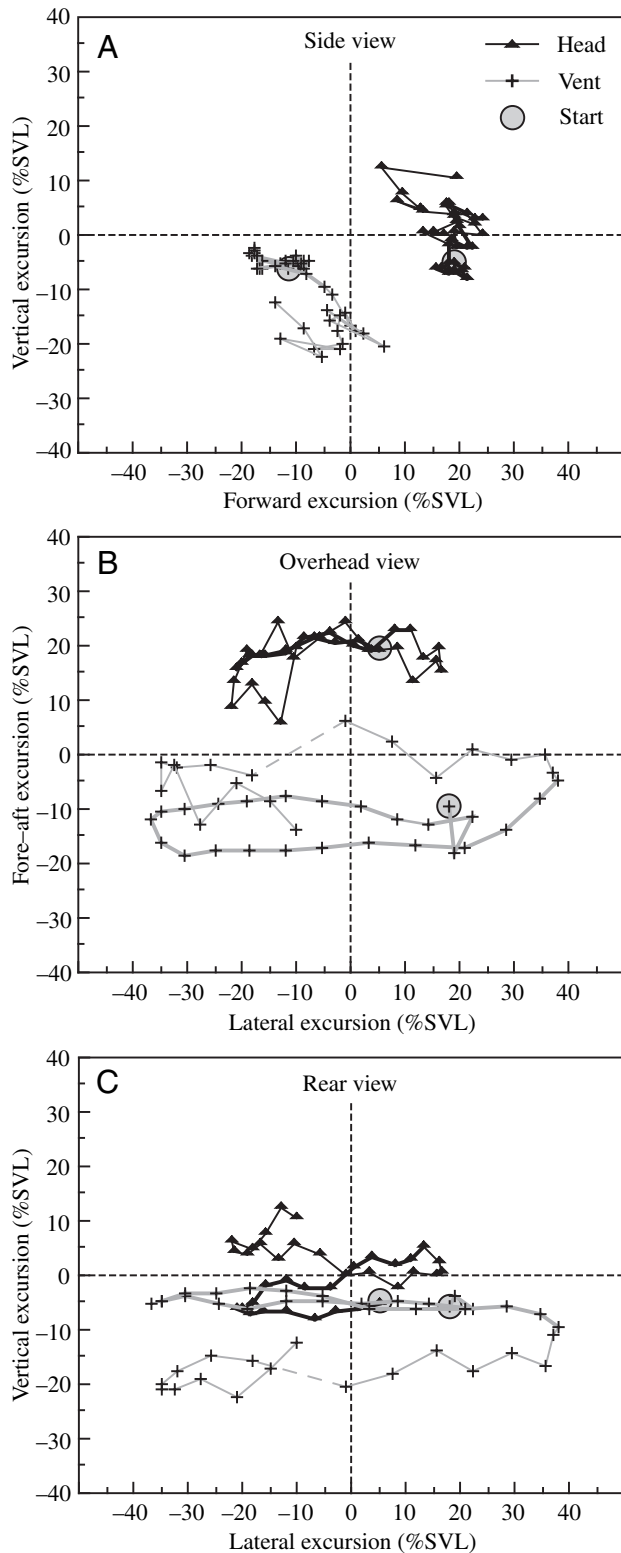 A
Side view
Head
Vent
Start
40
30
20
10
0
–10
–20
–30
–40
Vertical excursion (%SVL)
–40 –30 –20 –10 0 10 20 30 40
Forward excursion (%SVL)
B
Overhead view
40
30
20
10
0
–10
–20
–30
–40
Fore–aft excursion (%SVL)
–40 –30 –20 –10 0 10 20 30 40
Lateral excursion (%SVL)
C
Rear view
40
30
20
10
0
–10
–20
–30
–40
Vertical excursion (%SVL)
–40 –30 –20 –10 0 10 20 30 40
Lateral excursion (%SVL)